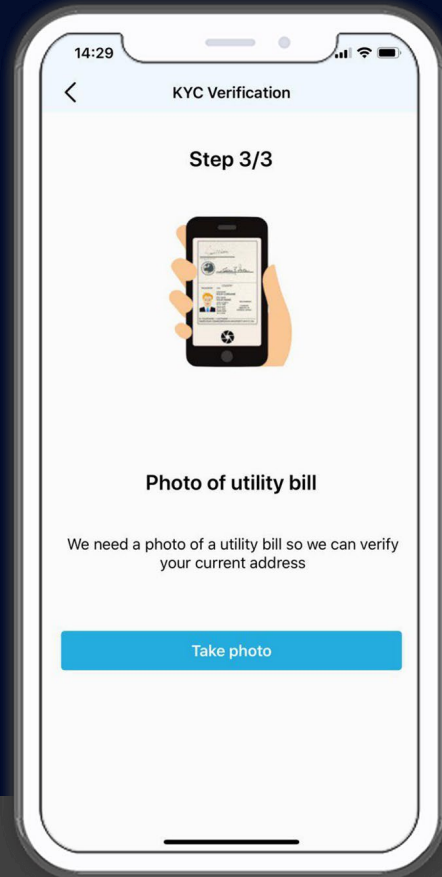 14:29
KYC Verification
Step 3/3
Photo of utility bill
We need a photo of a utility bill so we can verify
your current address
Take photo